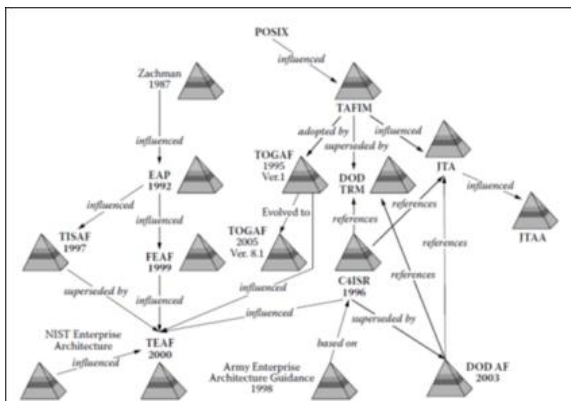 POSIX
influenced
Zachman
1987
TAFIM
influenced
adopted by
superseded by
influenced
EAP
1992
TOGAF
1995
Ver.1
DOD
TRM
JTA
influenced
influenced
influenced
JTAA
TISAF
1997
FEAF
1999
Evolved to
TOGAF
2005
Ver. 8.1
references
references
references
references
C4ISR
1996
superseded by
influenced
influenced
influenced
superseded by
NIST Enterprise
Architecture
influenced
TEAF
2000
based on
Army Enterprise
Architecture Guidance
1998
DOD AF
2003